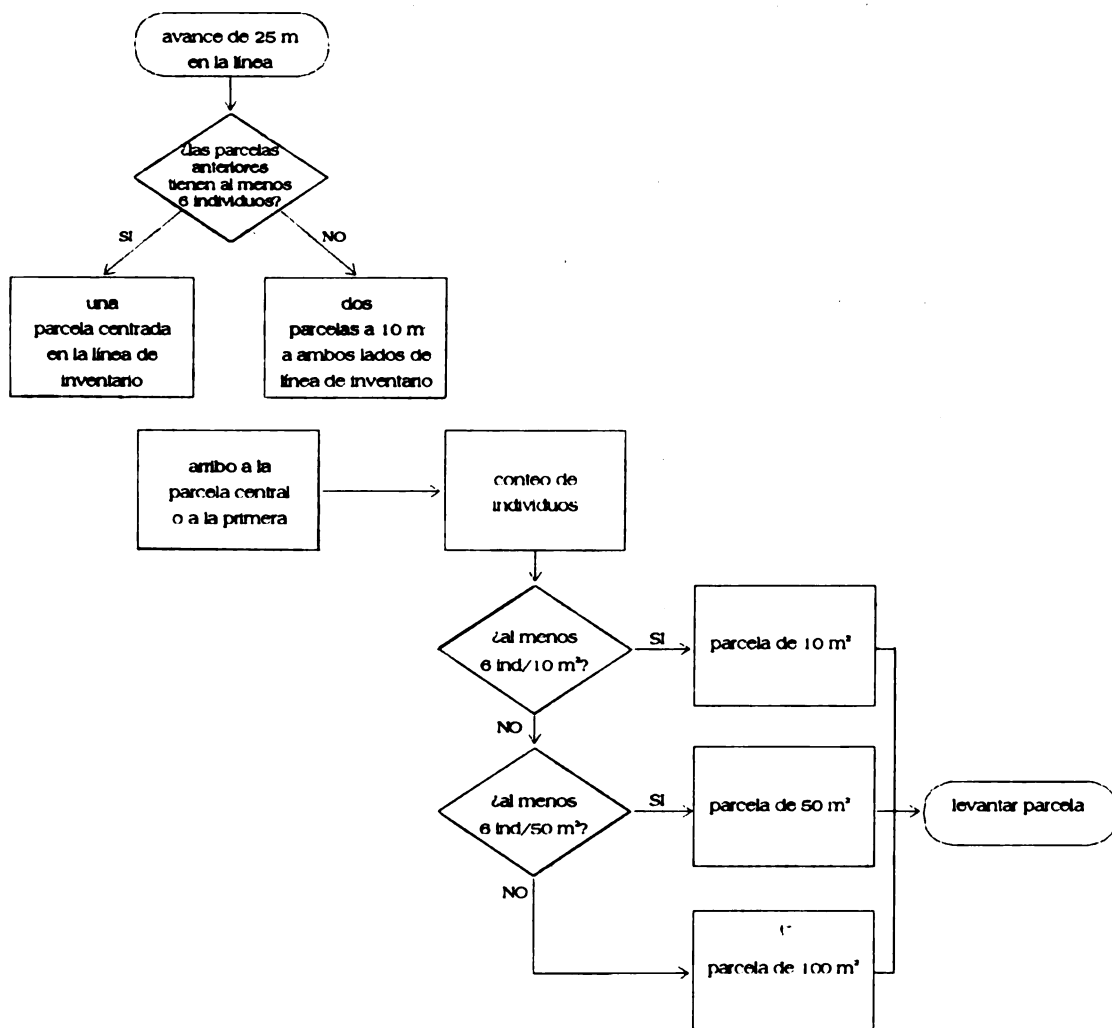 avance de 25 m
en la línea
¿las parcelas
anteriores
tienen al menos
6 individuos?
SI
NO
una
parcela centrada
en la línea de
inventario
dos
parcelas a 10 m
a ambos lados de
línea de inventario
arribo a la
parcela central
o a la primera
conteo de
individuos
¿al menos
6 ind/10 m²?
SI
parcela de 10 m²
NO
¿al menos
6 ind/50 m²?
SI
parcela de 50 m²
levantar parcela
NO
parcela de 100 m²